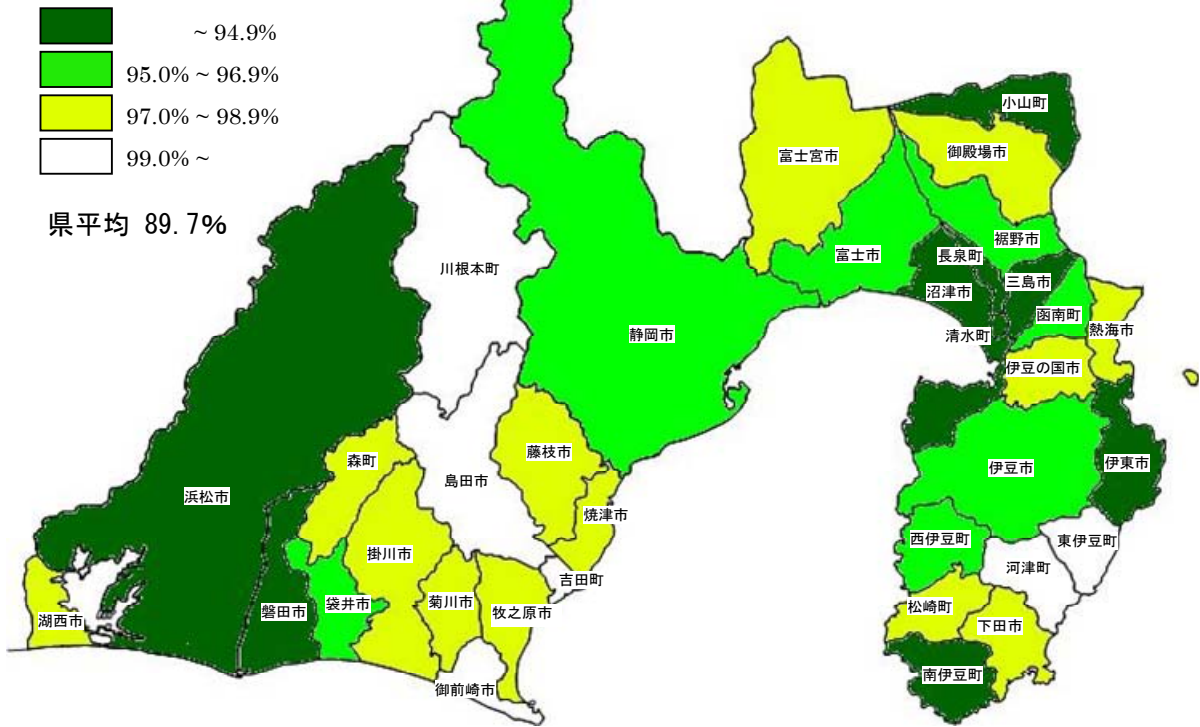 ~ 94.9%
95.0% ~ 96.9%
97.0% ~ 98.9%
99.0% ~
県平均 89.7%
小山町
御殿場市
富士宮市
裾野市
富士市
長泉町
三島市
沼津市
函南町
清水町
熱海市
伊豆の国市
川根本町
静岡市
伊豆市
伊東市
藤枝市
森町
島田市
浜松市
焼津市
西伊豆町
東伊豆町
掛川市
河津町
吉田町
菊川市
牧之原市
袋井市
磐田市
湖西市
松崎町
下田市
南伊豆町
御前崎市